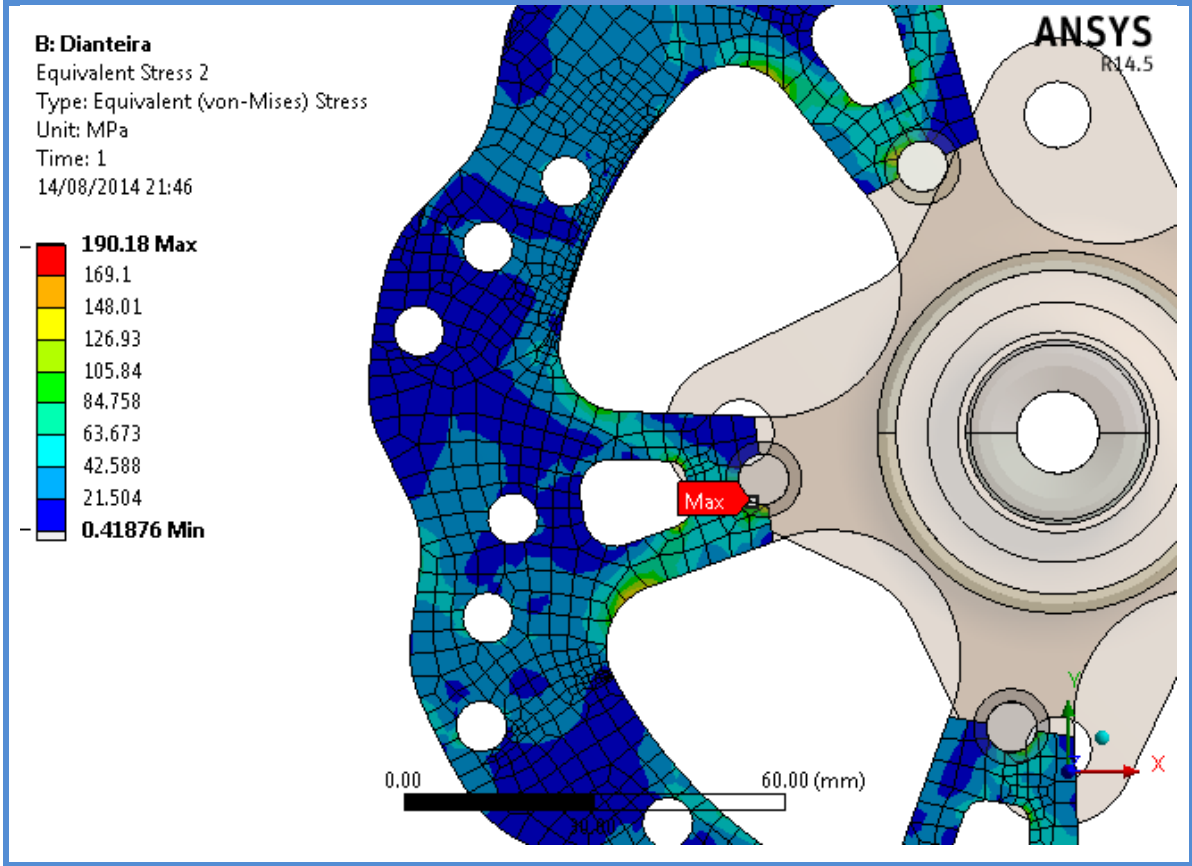 B: Dianteira
Equivalent Stress 2
Type: Equivalent (von-Mises) Stress
Unit: MPa
Time: 1
14/08/2014 21:46
ANSYS
R14.5
190.18 Max
169.1
148.01
126.93
105.84
84.758
63.673
42.588
21.504
0.41876 Min
Max
0.00
60.00 (mm)
Y
X